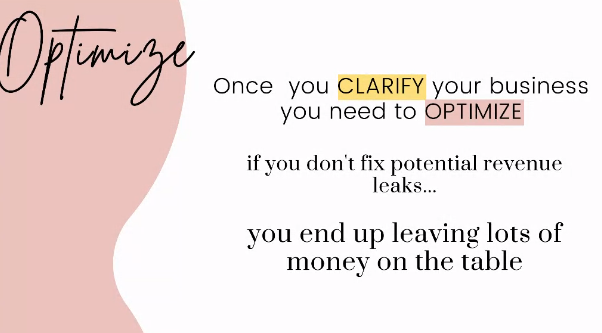 Optimize
Once you CLARIFY your business
you need to OPTIMIZE
if you don't fix potential revenue
leaks...
you end up leaving lots of
money on the table